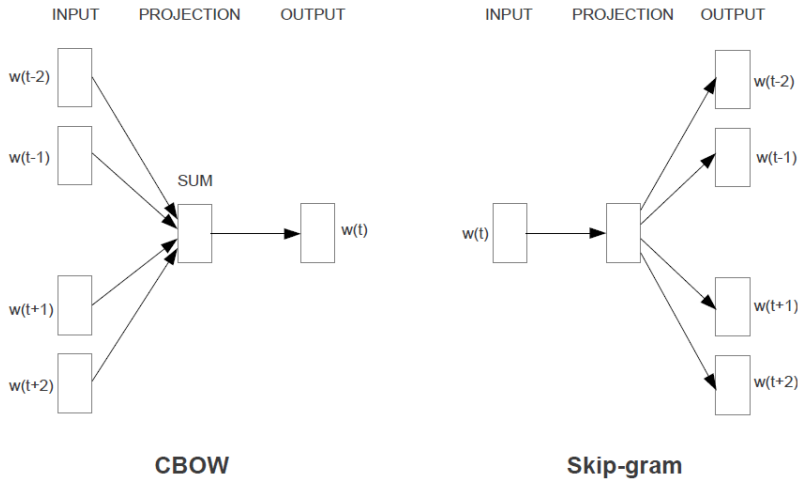 INPUT PROJECTION OUTPUT
w(t-2)
w(t-1)
SUM
w(t)
w(t+1)
w(t+2)
CBOW
INPUT PROJECTION OUTPUT
w(t-2)
w(t-1)
w(t)
w(t+1)
w(t+2)
Skip-gram